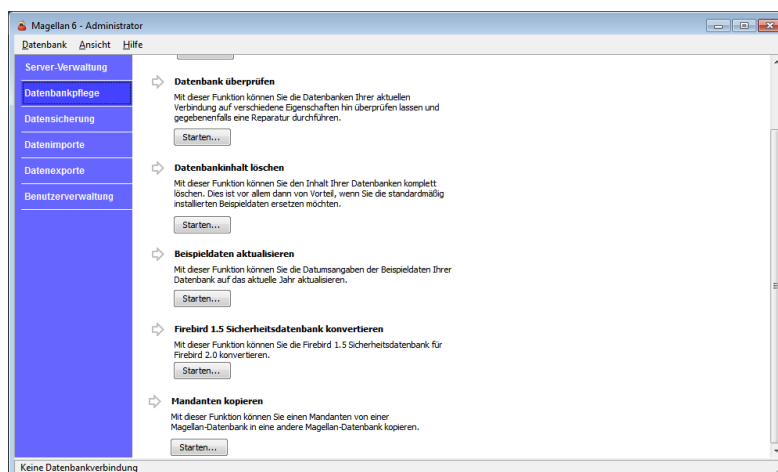 Magellan 6 - Administrator
Datenbank Ansicht Hilfe
Server-Verwaltung
Datenbankpflege
Datensicherung
Datenimporte
Datenexporte
Benutzerverwaltung
Datenbank überprüfen
Mit dieser Funktion können Sie die Datenbanken Ihrer aktuellen
Verbindung auf verschiedene Eigenschaften hin überprüfen lassen und
gegebenenfalls eine Reparatur durchführen.
Starten...
Datenbankinhalt löschen
Mit dieser Funktion können Sie den Inhalt Ihrer Datenbanken komplett
löschen. Dies ist vor allem dann von Vorteil, wenn Sie die standardmäßig
installierten Beispieldaten ersetzen möchten.
Starten...
Beispieldaten aktualisieren
Mit dieser Funktion können Sie die Datumsangaben der Beispieldaten Ihrer
Datenbank auf das aktuelle Jahr aktualisieren.
Starten...
Firebird 1.5 Sicherheitsdatenbank konvertieren
Mit dieser Funktion können Sie die Firebird 1.5 Sicherheitsdatenbank für
Firebird 2.0 konvertieren.
Starten...
Mandanten kopieren
Mit dieser Funktion können Sie einen Mandanten von einer
Magellan-Datenbank in eine andere Magellan-Datenbank kopieren.
Starten...
Keine Datenbankverbindung